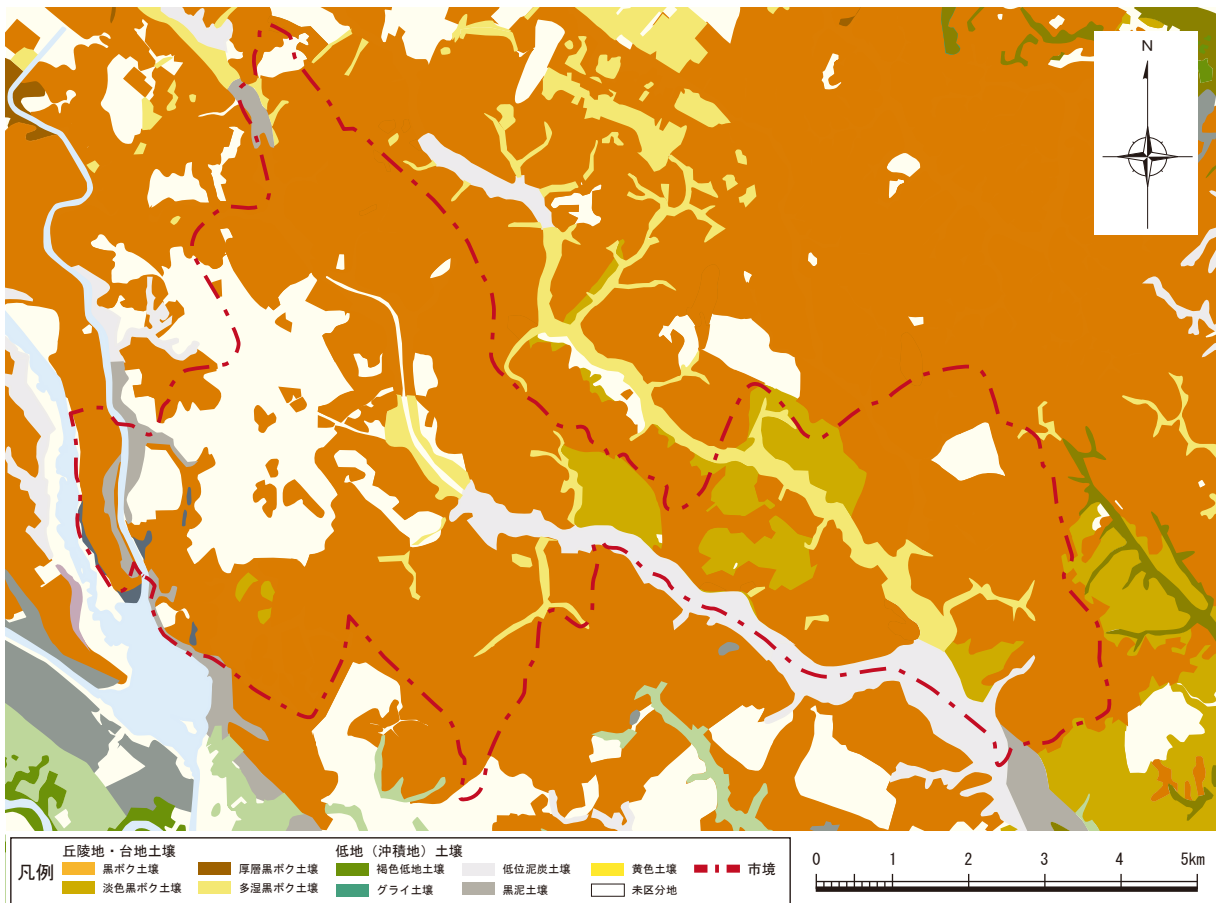 N
凡例
丘陵地・台地土壌
黒ボク土壌
厚層黒ボク土壌
淡色黒ボク土壌
多湿黒ボク土壌
低地（沖積地）土壌
褐色低地土壌
低位泥炭土壌
黄色土壌
市境
グライ土壌
黒泥土壌
未区分地
0 1 2 3 4 5km